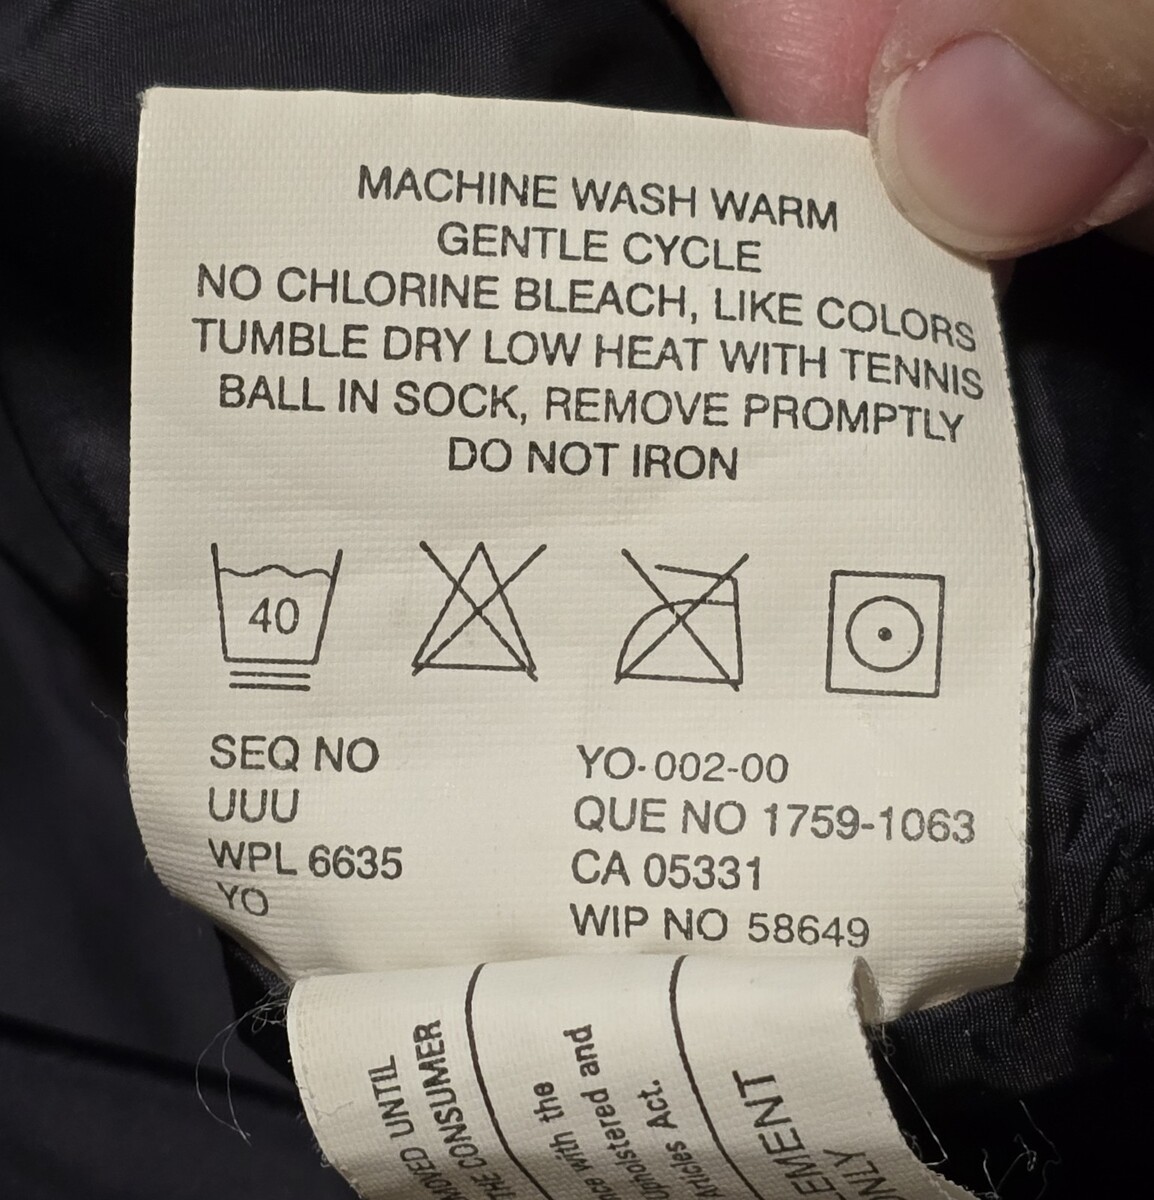 MACHINE WASH WARM
GENTLE CYCLE
NO CHLORINE BLEACH, LIKE COLORS
TUMBLE DRY LOW HEAT WITH TENNIS
BALL IN SOCK, REMOVE PROMPTLY
DO NOT IRON
40
SEQ NO
UUU
WPL 6635
YO
YO-002-00
QUE NO 1759-1063
CA 05331
WIP NO 58649
UNTIL
THE CONSUMER
with the
and
Act.